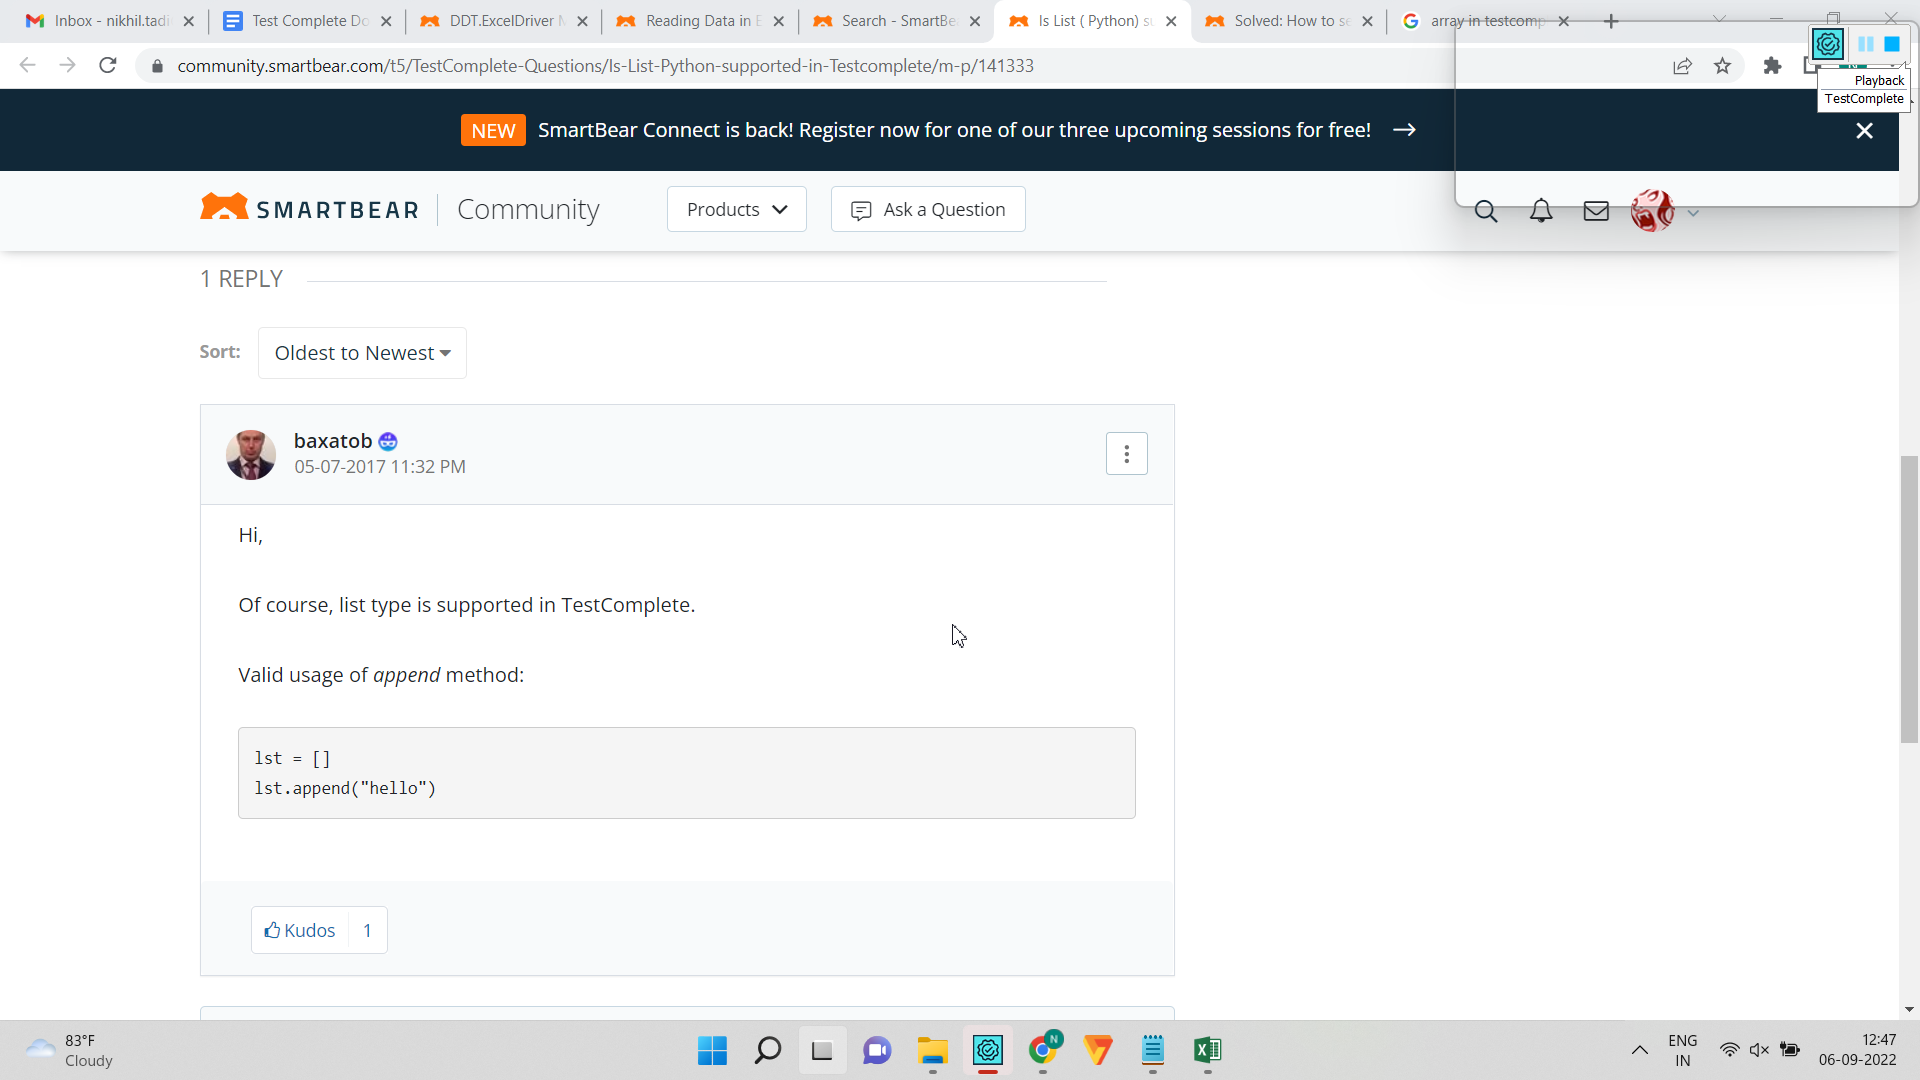 Inbox - nikhil.tadi
Test Complete Do
DDT.ExcelDriver M
Reading Data in E
Search - SmartBea
Is List ( Python) su
Solved: How to se
array in testcomp
community.smartbear.com/t5/TestComplete-Questions/Is-List-Python-supported-in-Testcomplete/m-p/141333
Playback
TestComplete
NEW SmartBear Connect is back! Register now for one of our three upcoming sessions for free!
SMARTBEAR Community
Products
Ask a Question
1 REPLY
Sort: Oldest to Newest
baxatob
05-07-2017 11:32 PM
Hi,
Of course, list type is supported in TestComplete.
Valid usage of append method:
lst = []
lst.append("hello")
Kudos 1
83°F
Cloudy
N
ENG
IN
12:47
06-09-2022